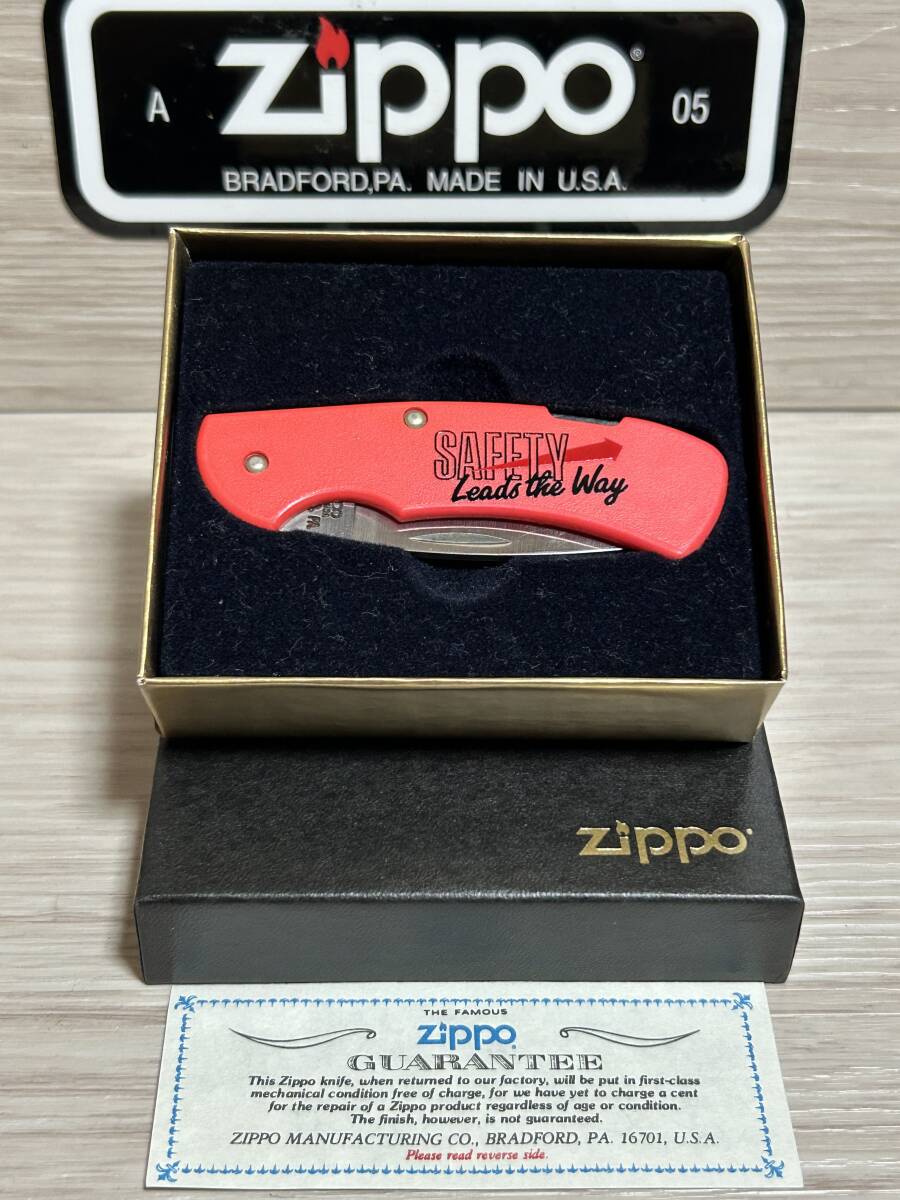 Zippo®
A
05
BRADFORD,PA. MADE IN U.S.A.
SAFETY
Leads the Way
PA
zippo
THE FAMOUS
zippo
GUARANTEE
This Zippo knife, when returned to our factory, will be put in first-class
mechanical condition free of charge, for we have yet to charge a cent
for the repair of a Zippo product regardless of age or condition.
The finish, however, is not guaranteed.
ZIPPO MANUFACTURING CO., BRADFORD, PA. 16701, U.S.A.
Please read reverse side.